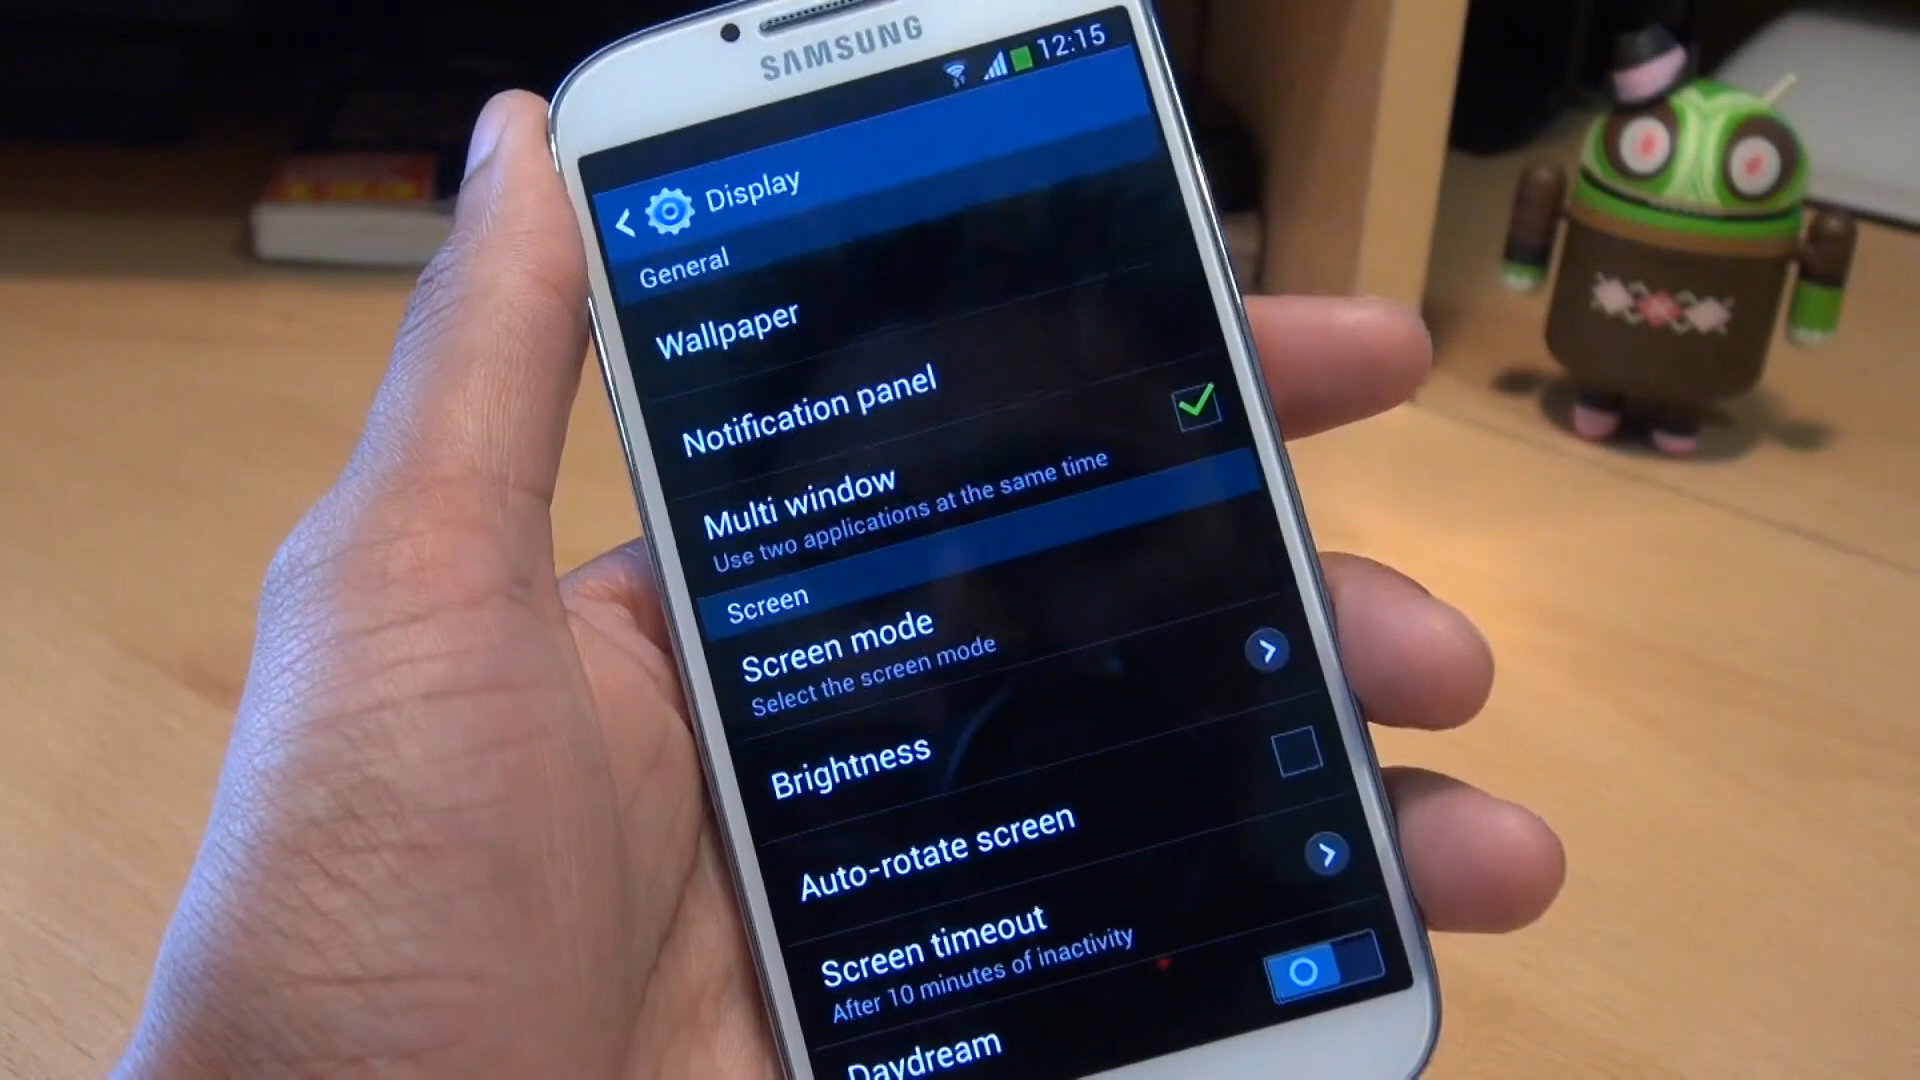 SAMSUNG
12:15
Display
General
Wallpaper
Notification panel
Multi window
Use two applications at the same time
Screen
Screen mode
Select the screen mode
Brightness
Auto-rotate screen
Screen timeout
After 10 minutes of inactivity
Daydream